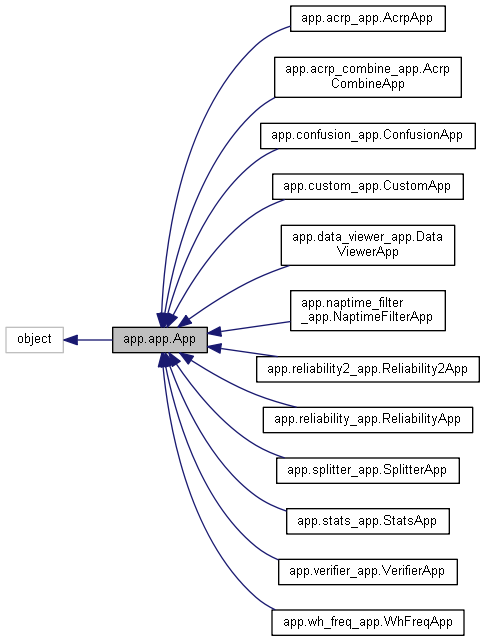 app.acrp_app.AcrpApp
app.acrp_combine_app.Acrp
CombineApp
app.confusion_app.ConfusionApp
app.custom_app.CustomApp
app.data_viewer_app.Data
ViewerApp
app.naptime_filter
_app.NaptimeFilterApp
object
app.app.App
app.reliability2_app.Reliability2App
app.reliability_app.ReliabilityApp
app.splitter_app.SplitterApp
app.stats_app.StatsApp
app.verifier_app.VerifierApp
app.wh_freq_app.WhFreqApp